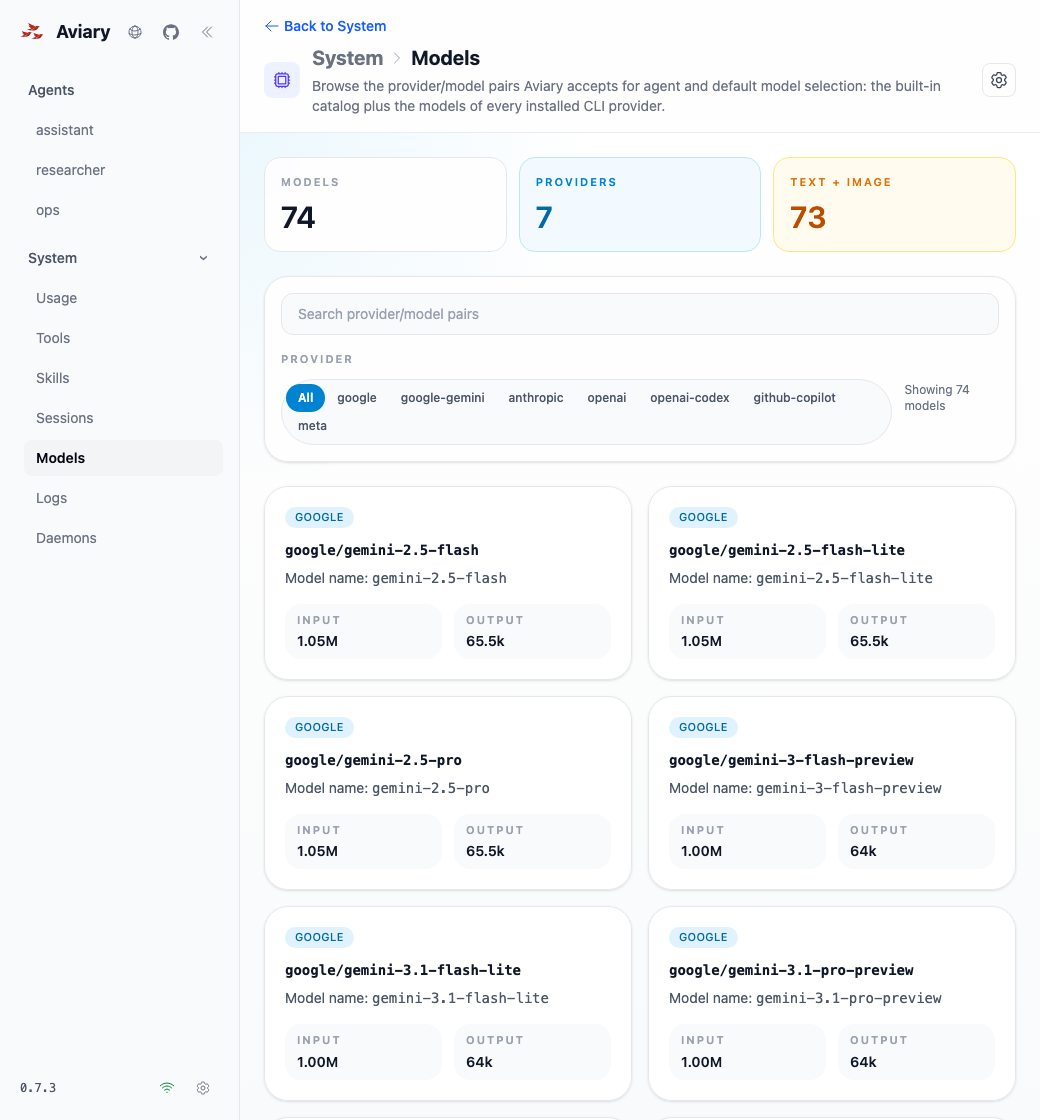 Aviary
Agents
assistant
researcher
ops
System
Usage
Tools
Skills
Sessions
Models
Logs
Daemons
0.7.3
Back to System
System > Models
Browse the provider/model pairs Aviary accepts for agent and default model selection: the built-in
catalog plus the models of every installed CLI provider.
MODELS
74
PROVIDERS
7
TEXT + IMAGE
73
Search provider/model pairs
PROVIDER
All google google-gemini anthropic openai openai-codex github-copilot
meta
Showing 74
models
GOOGLE
google/gemini-2.5-flash
Model name: gemini-2.5-flash
INPUT OUTPUT
1.05M 65.5k
GOOGLE
google/gemini-2.5-flash-lite
Model name: gemini-2.5-flash-lite
INPUT OUTPUT
1.05M 65.5k
GOOGLE
google/gemini-2.5-pro
Model name: gemini-2.5-pro
INPUT OUTPUT
1.05M 65.5k
GOOGLE
google/gemini-3-flash-preview
Model name: gemini-3-flash-preview
INPUT OUTPUT
1.00M 64k
GOOGLE
google/gemini-3.1-flash-lite
Model name: gemini-3.1-flash-lite
INPUT OUTPUT
1.00M 64k
GOOGLE
google/gemini-3.1-pro-preview
Model name: gemini-3.1-pro-preview
INPUT OUTPUT
1.00M 64k